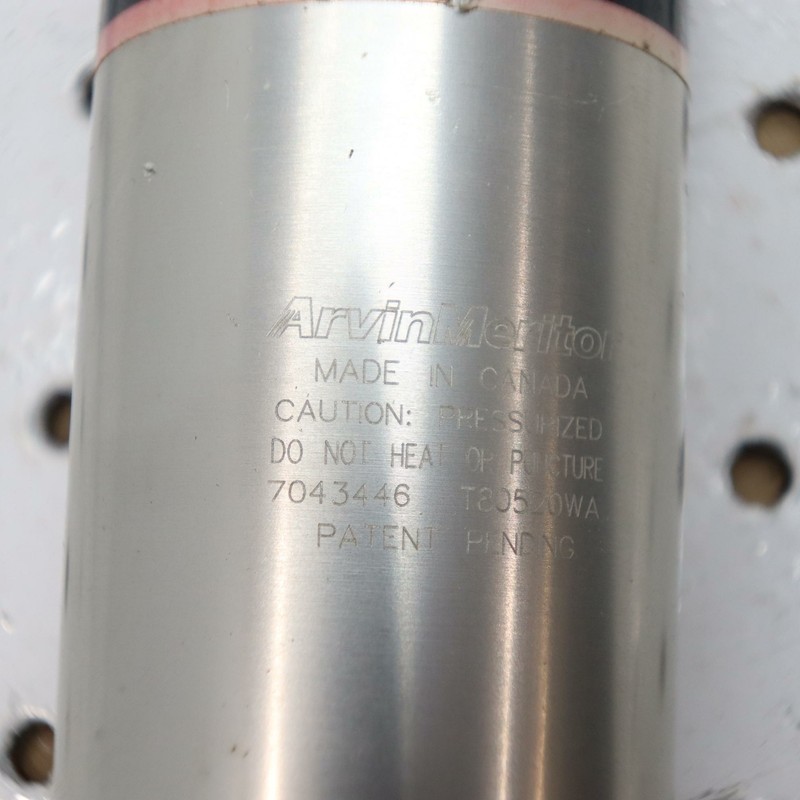 ArvinMeritor
MADE IN CANADA
CAUTION: PRESSURIZED
DO NOT HEAT OR PUNCTURE
7043446
PATENT PENDING